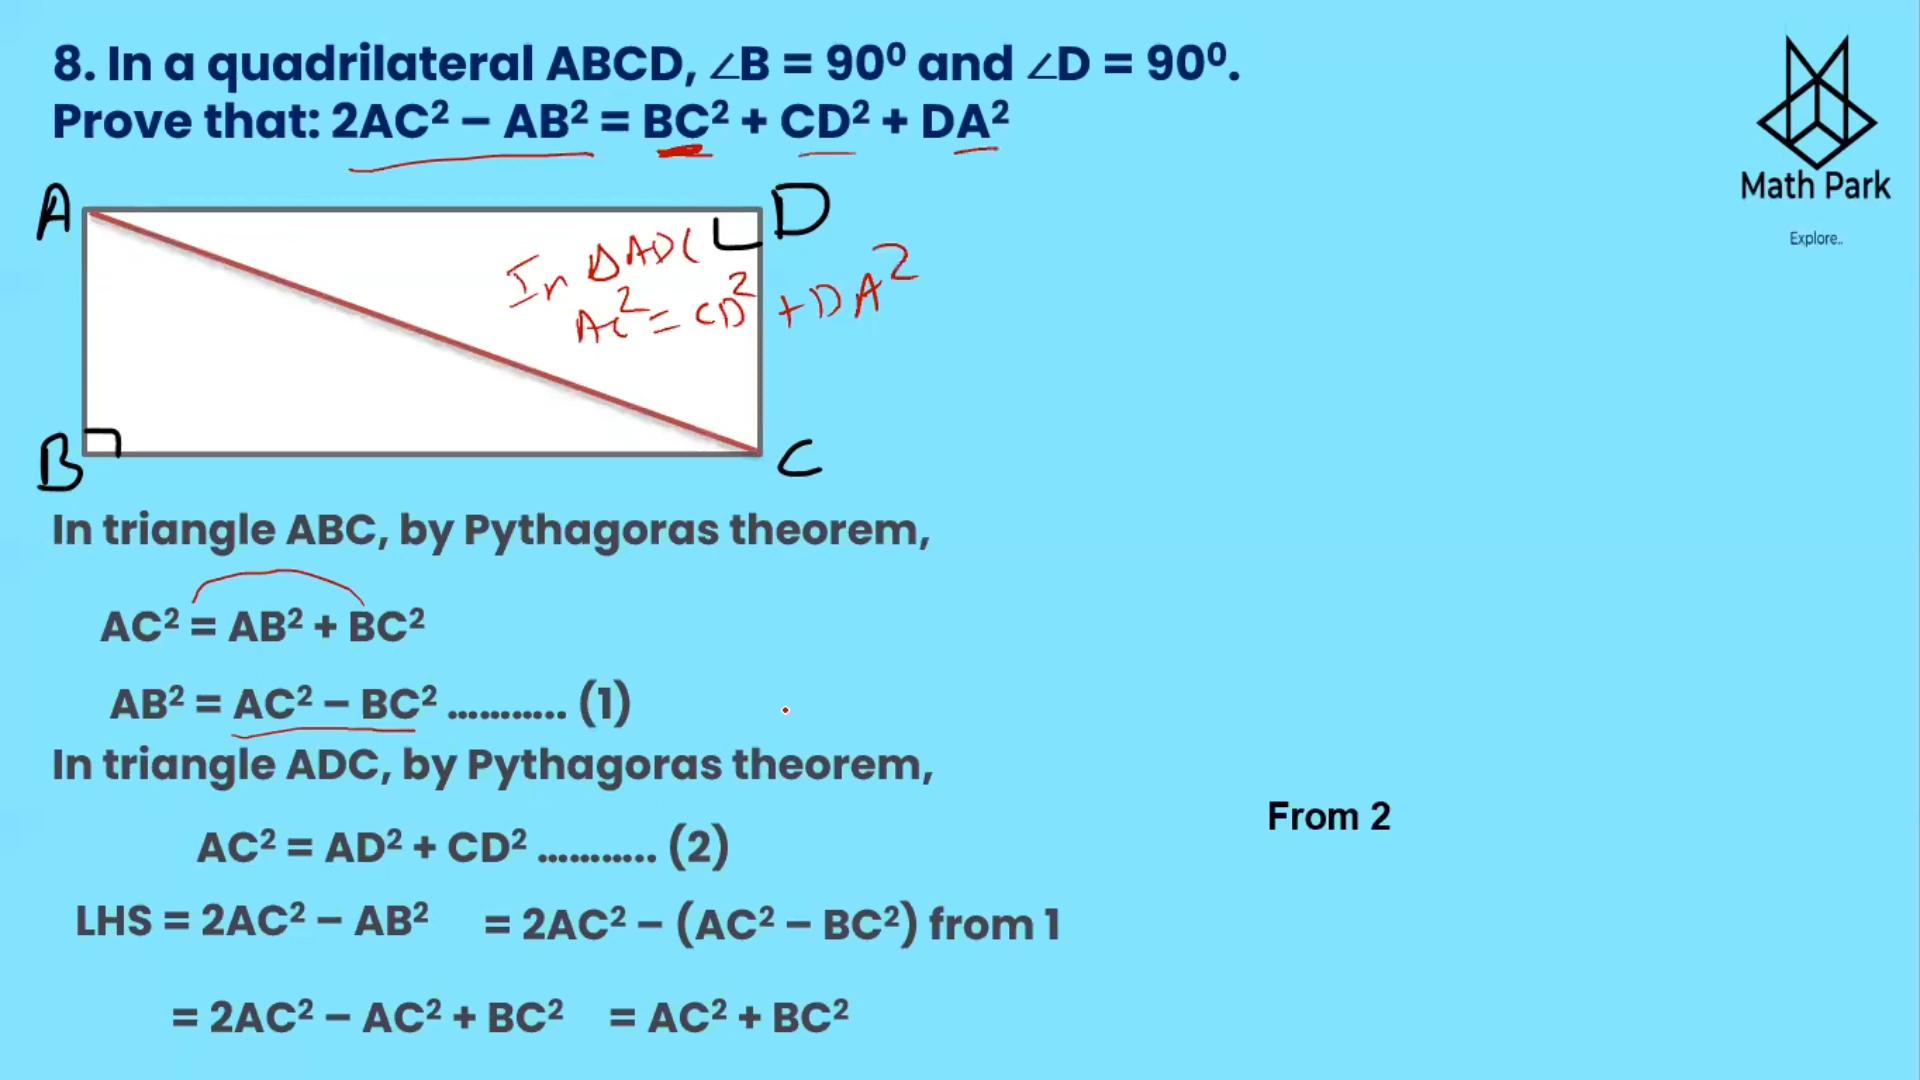 8. In a quadrilateral ABCD, ∠B = 90⁰ and ∠D = 90⁰.
Prove that: 2AC² – AB² = BC² + CD² + DA²
Math Park
Explore..
A
D
In Δ ADC
AC² = CD² + DA²
B
C
In triangle ABC, by Pythagoras theorem,
AC² = AB² + BC²
AB² = AC² – BC² ........... (1)
In triangle ADC, by Pythagoras theorem,
From 2
AC² = AD² + CD² ........... (2)
LHS = 2AC² – AB² = 2AC² – (AC² – BC²) from 1
= 2AC² – AC² + BC² = AC² + BC²